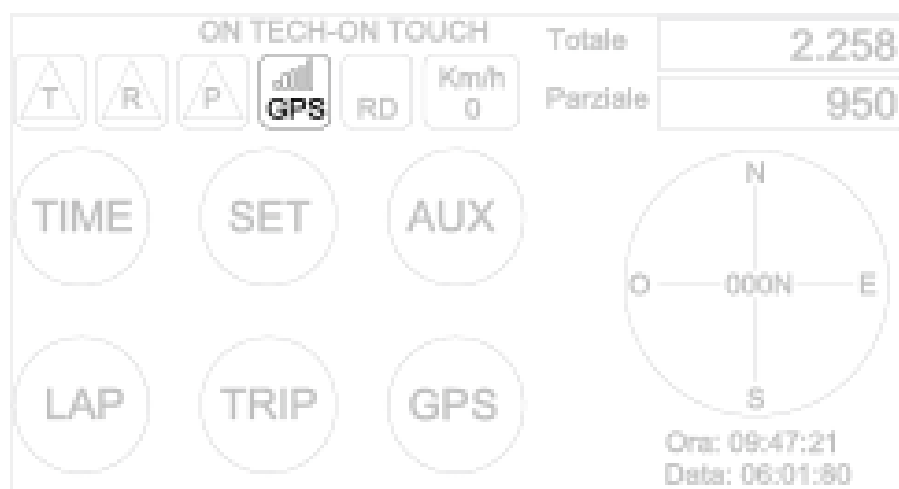 ON TECH-ON TOUCH
Totale 2.258
T R P GPS RD Km/h 0
Parziale 950
TIME SET AUX
N
O 000N E
S
LAP TRIP GPS
Ora: 09:47:21
Data: 06:01:80